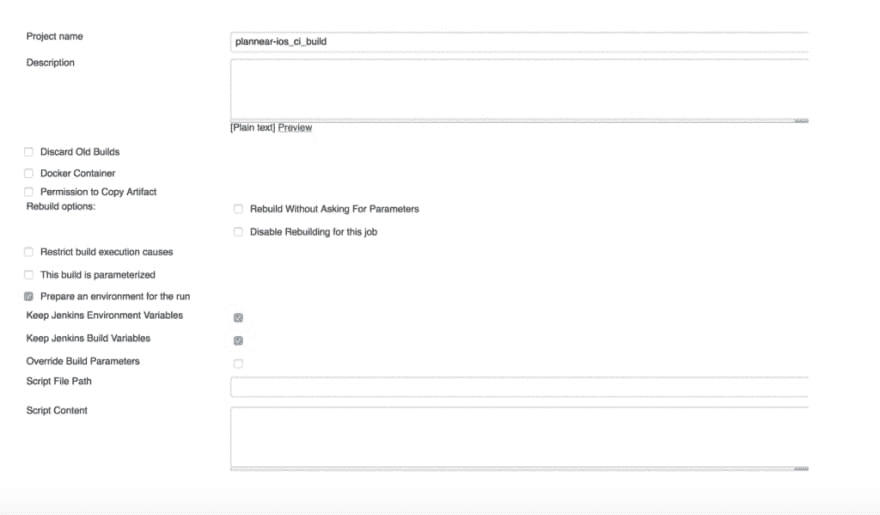 Project name
plannear-ios_ci_build
Description
[Plain text] Preview
Discard Old Builds
Docker Container
Permission to Copy Artifact
Rebuild options:
Rebuild Without Asking For Parameters
Disable Rebuilding for this job
Restrict build execution causes
This build is parameterized
Prepare an environment for the run
Keep Jenkins Environment Variables
Keep Jenkins Build Variables
Override Build Parameters
Script File Path
Script Content